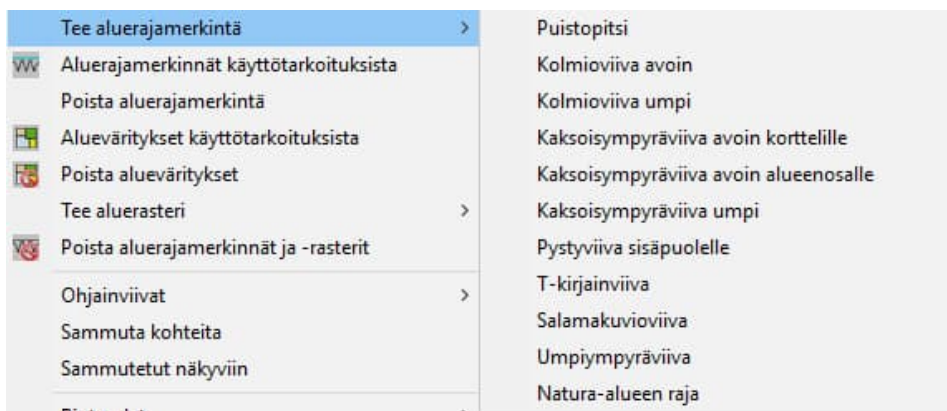 Tee aluerajamerkintä
Aluerajamerkinnät käyttötarkoituksista
Poista aluerajamerkintä
Alueväritykset käyttötarkoituksista
Poista alueväritykset
Tee aluerasteri
Poista aluerajamerkinnät ja -rasterit
Ohjainviivat
Sammuta kohteita
Sammutetut näkyviin
Puistopitsi
Kolmioviiva avoin
Kolmioviiva umpi
Kaksoisympyräviiva avoin korttelille
Kaksoisympyräviiva avoin alueenosalle
Kaksoisympyräviiva umpi
Pystyviiva sisäpuolelle
T-kirjainviiva
Salamakuvioviiva
Umpiympyräviiva
Natura-alueen raja